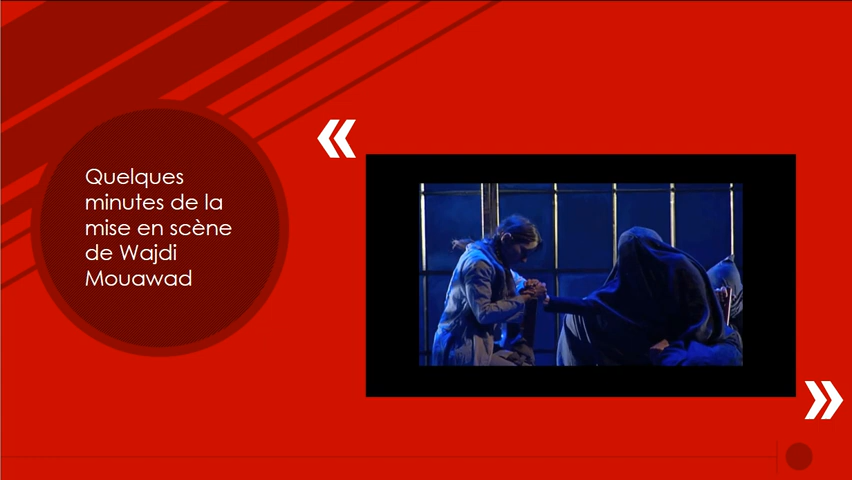 Quelques
minutes de la
mise en scène
de Wajdi
Mouawad